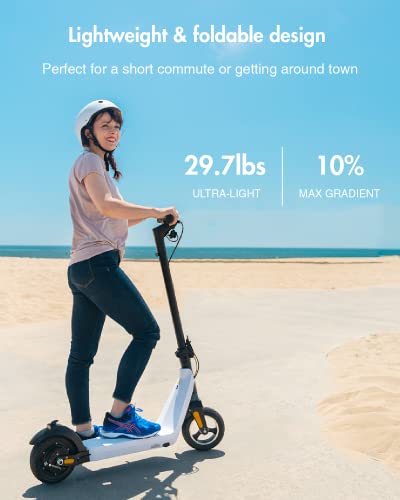 Lightweight & foldable design
Perfect for a short commute or getting around town
29.7lbs
ULTRA-LIGHT
10%
MAX GRADIENT